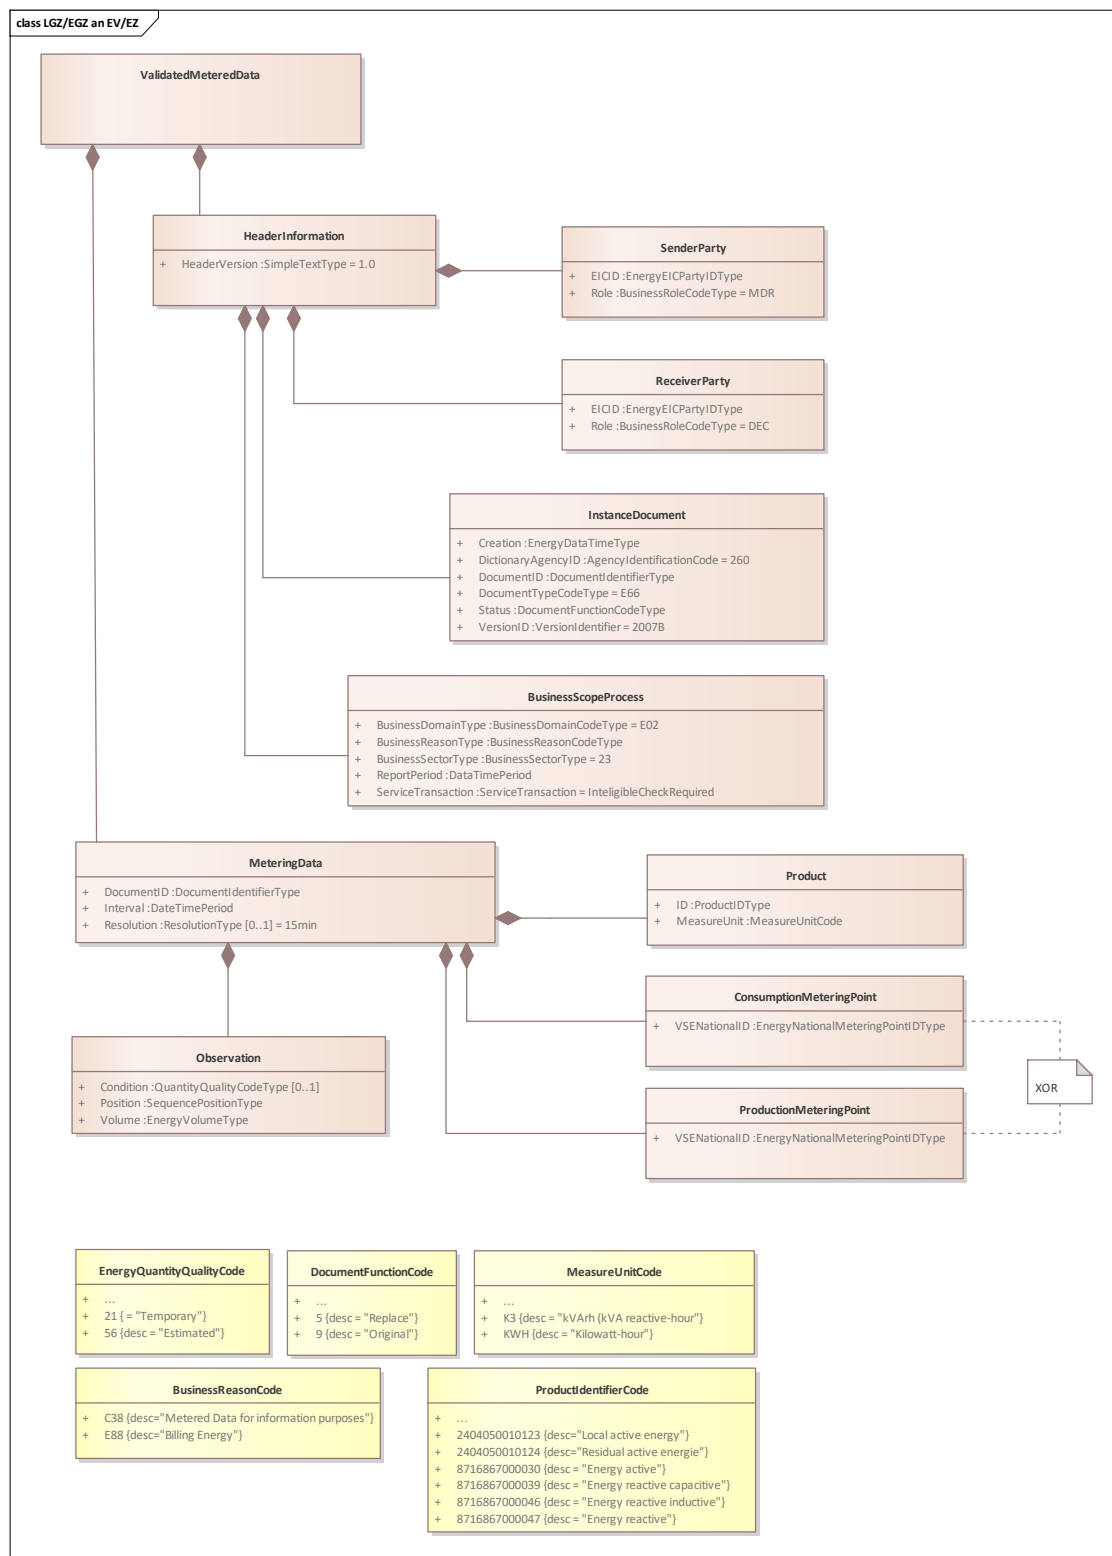 class LGZ/EGZ an EV/EZ
ValidatedMeteredData
HeaderInformation
+ HeaderVersion :SimpleTextType = 1.0
SenderParty
+ EICID :EnergyEICPartyIDType
+ Role :BusinessRoleCodeType = MDR
ReceiverParty
+ EICID :EnergyEICPartyIDType
+ Role :BusinessRoleCodeType = DEC
InstanceDocument
+ Creation :EnergyDataTimeType
+ DictionaryAgencyID :AgencyIdentificationCode = 260
+ DocumentID :DocumentIdentifierType
+ DocumentTypeCodeType = E66
+ Status :DocumentFunctionCodeType
+ VersionID :VersionIdentifier = 2007B
BusinessScopeProcess
+ BusinessDomainType :BusinessDomainCodeType = E02
+ BusinessReasonType :BusinessReasonCodeType
+ BusinessSectorType :BusinessSectorType = 23
+ ReportPeriod :DataTimePeriod
+ ServiceTransaction :ServiceTransaction = InteligibleCheckRequired
MeteringData
+ DocumentID :DocumentIdentifierType
+ Interval :DateTimePeriod
+ Resolution :ResolutionType [0..1] = 15min
Product
+ ID :ProductIDType
+ MeasureUnit :MeasureUnitCode
ConsumptionMeteringPoint
+ VSENationalID :EnergyNationalMeteringPointIDType
XOR
ProductionMeteringPoint
+ VSENationalID :EnergyNationalMeteringPointIDType
Observation
+ Condition :QuantityQualityCodeType [0..1]
+ Position :SequencePositionType
+ Volume :EnergyVolumeType
EnergyQuantityQualityCode
+ ...
+ 21 { = "Temporary"}
+ 56 {desc = "Estimated"}
DocumentFunctionCode
+ ...
+ 5 {desc = "Replace"}
+ 9 {desc = "Original"}
MeasureUnitCode
+ ...
+ K3 {desc = "kVArh (kVA reactive-hour"}
+ KWH {desc = "Kilowatt-hour"}
BusinessReasonCode
+ C38 {desc="Metered Data for information purposes"}
+ E88 {desc="Billing Energy"}
ProductIdentifierCode
+ ...
+ 2404050010123 {desc="Local active energy"}
+ 2404050010124 {desc="Residual active energie"}
+ 8716867000030 {desc = "Energy active"}
+ 8716867000039 {desc = "Energy reactive capacitive"}
+ 8716867000046 {desc = "Energy reactive inductive"}
+ 8716867000047 {desc = "Energy reactive"}